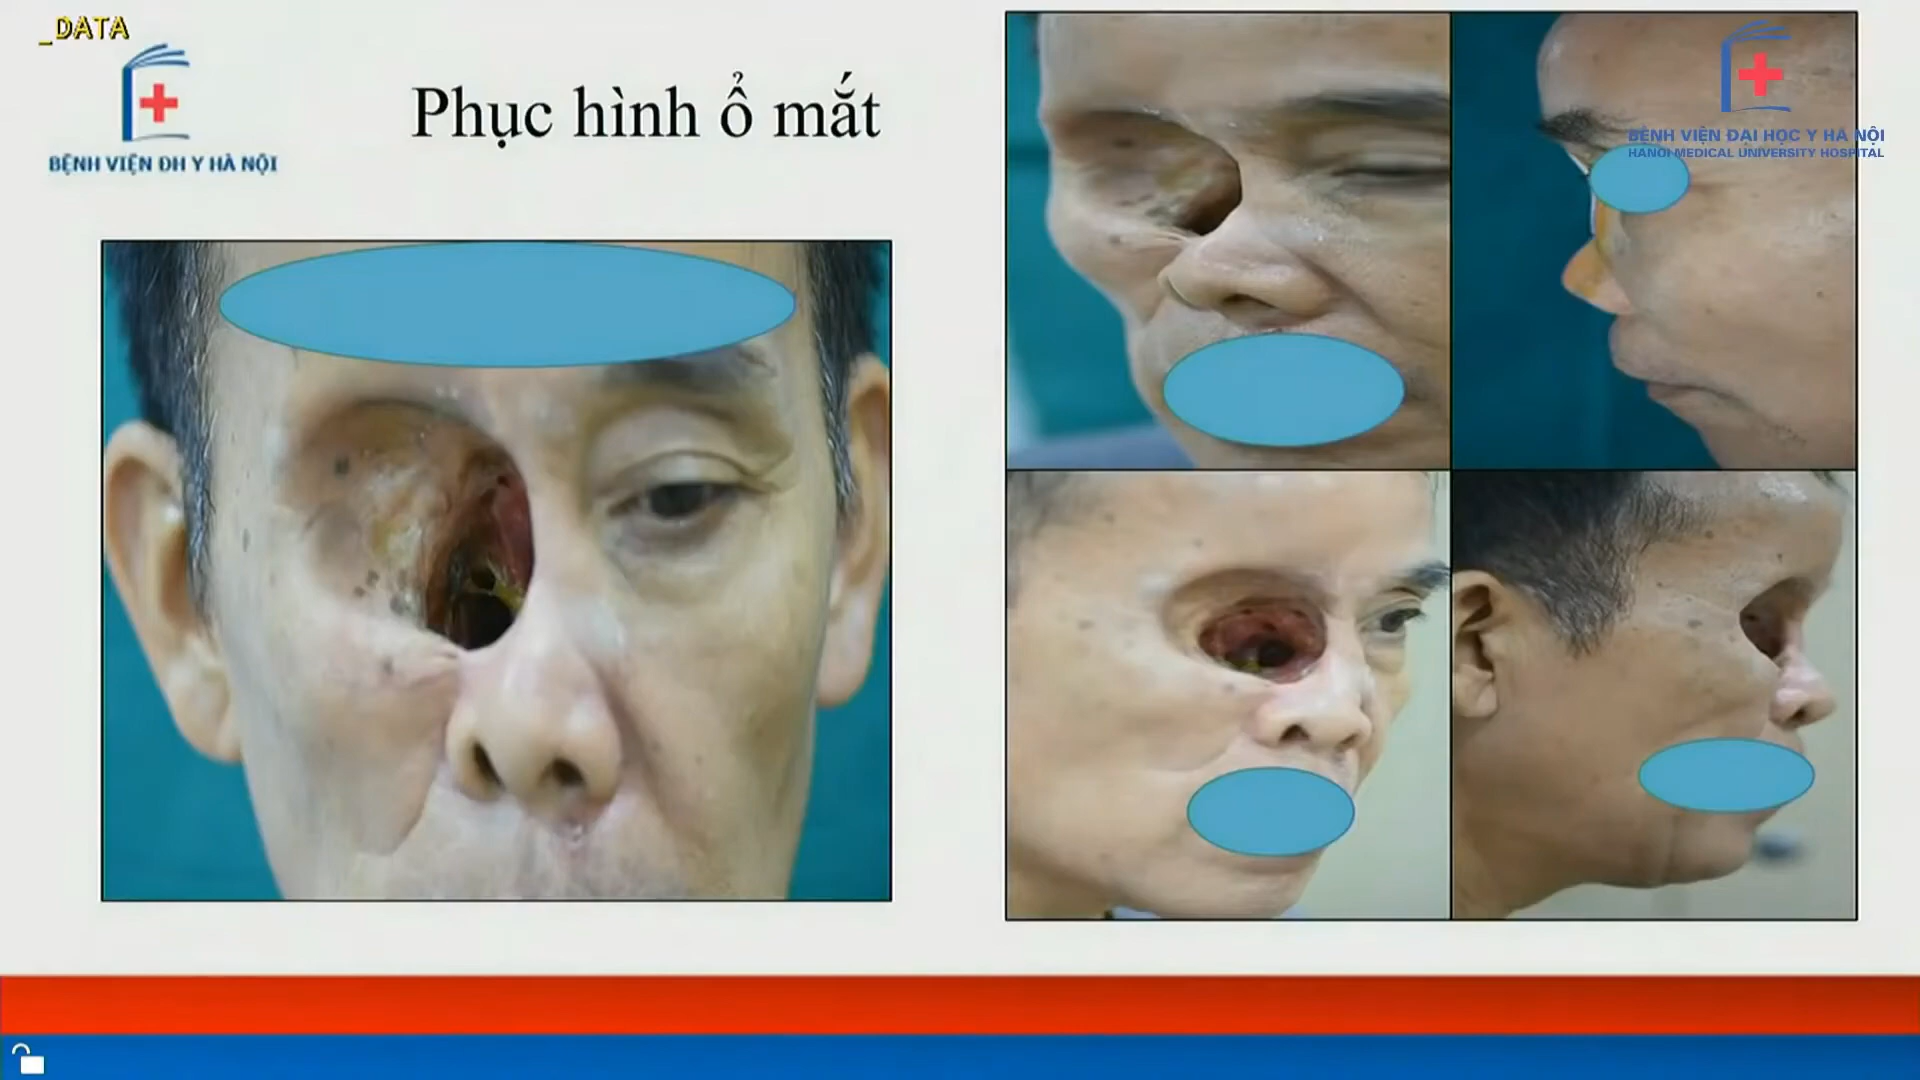 _DATA
BỆNH VIỆN ĐH Y HÀ NỘI
Phục hình ổ mắt
BỆNH VIỆN ĐẠI HỌC Y HÀ NỘI
HANOI MEDICAL UNIVERSITY HOSPITAL